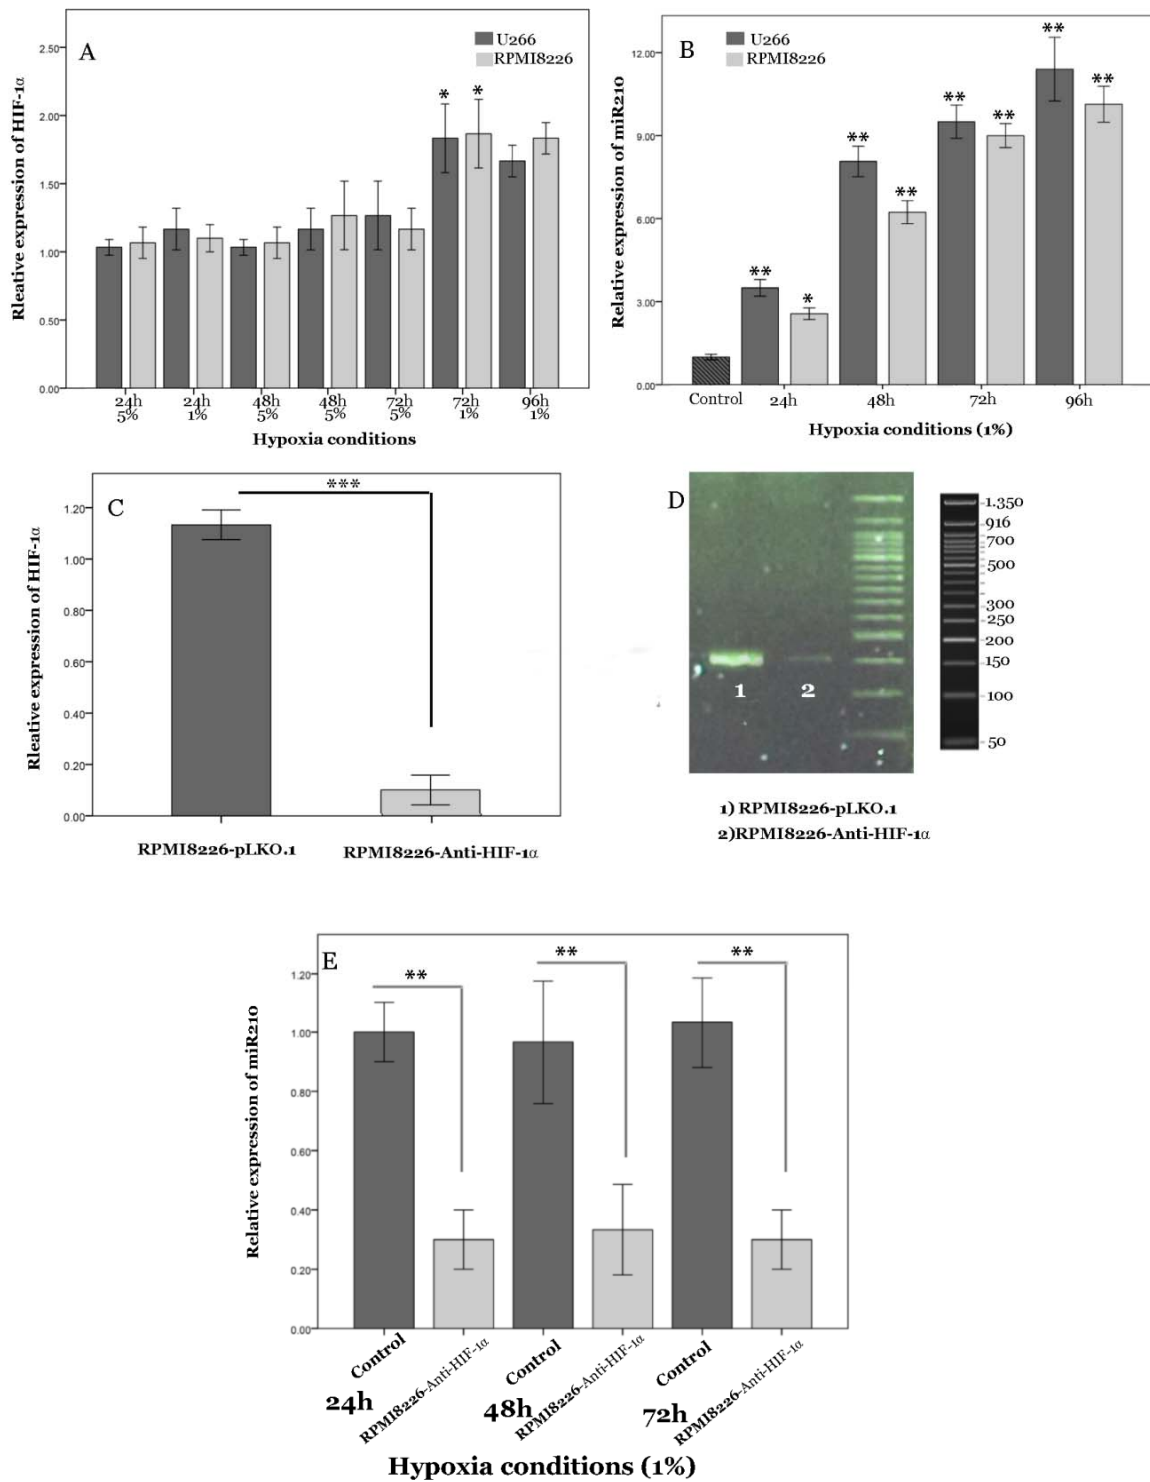 A
U266
RPMI8226
Rleative expression of HIF-1α
2.50
2.00
1.50
1.00
0.50
0.00
* *
24h 24h 48h 48h 72h 72h 96h
5% 1% 5% 5% 5% 1% 1%
Hypoxia conditions
B
U266
RPMI8226
Relative expression of miR210
12.00
9.00
6.00
3.00
0.00
** * ** ** ** ** ** **
Control 24h 48h 72h 96h
Hypoxia conditions (1%)
C
***
Rleative expression of HIF-1α
1.20
1.00
0.80
0.60
0.40
0.20
0.00
RPMI8226-pLKO.1 RPMI8226-Anti-HIF-1α
D
1 2
1.350
916
700
500
300
250
200
150
100
50
1) RPMI8226-pLKO.1
2)RPMI8226-Anti-HIF-1α
E
** ** **
Relative expression of miR210
1.20
1.00
0.80
0.60
0.40
0.20
0.00
Control RPMI8226-Anti-HIF-1α Control RPMI8226-Anti-HIF-1α Control RPMI8226-Anti-HIF-1α
24h 48h 72h
Hypoxia conditions (1%)